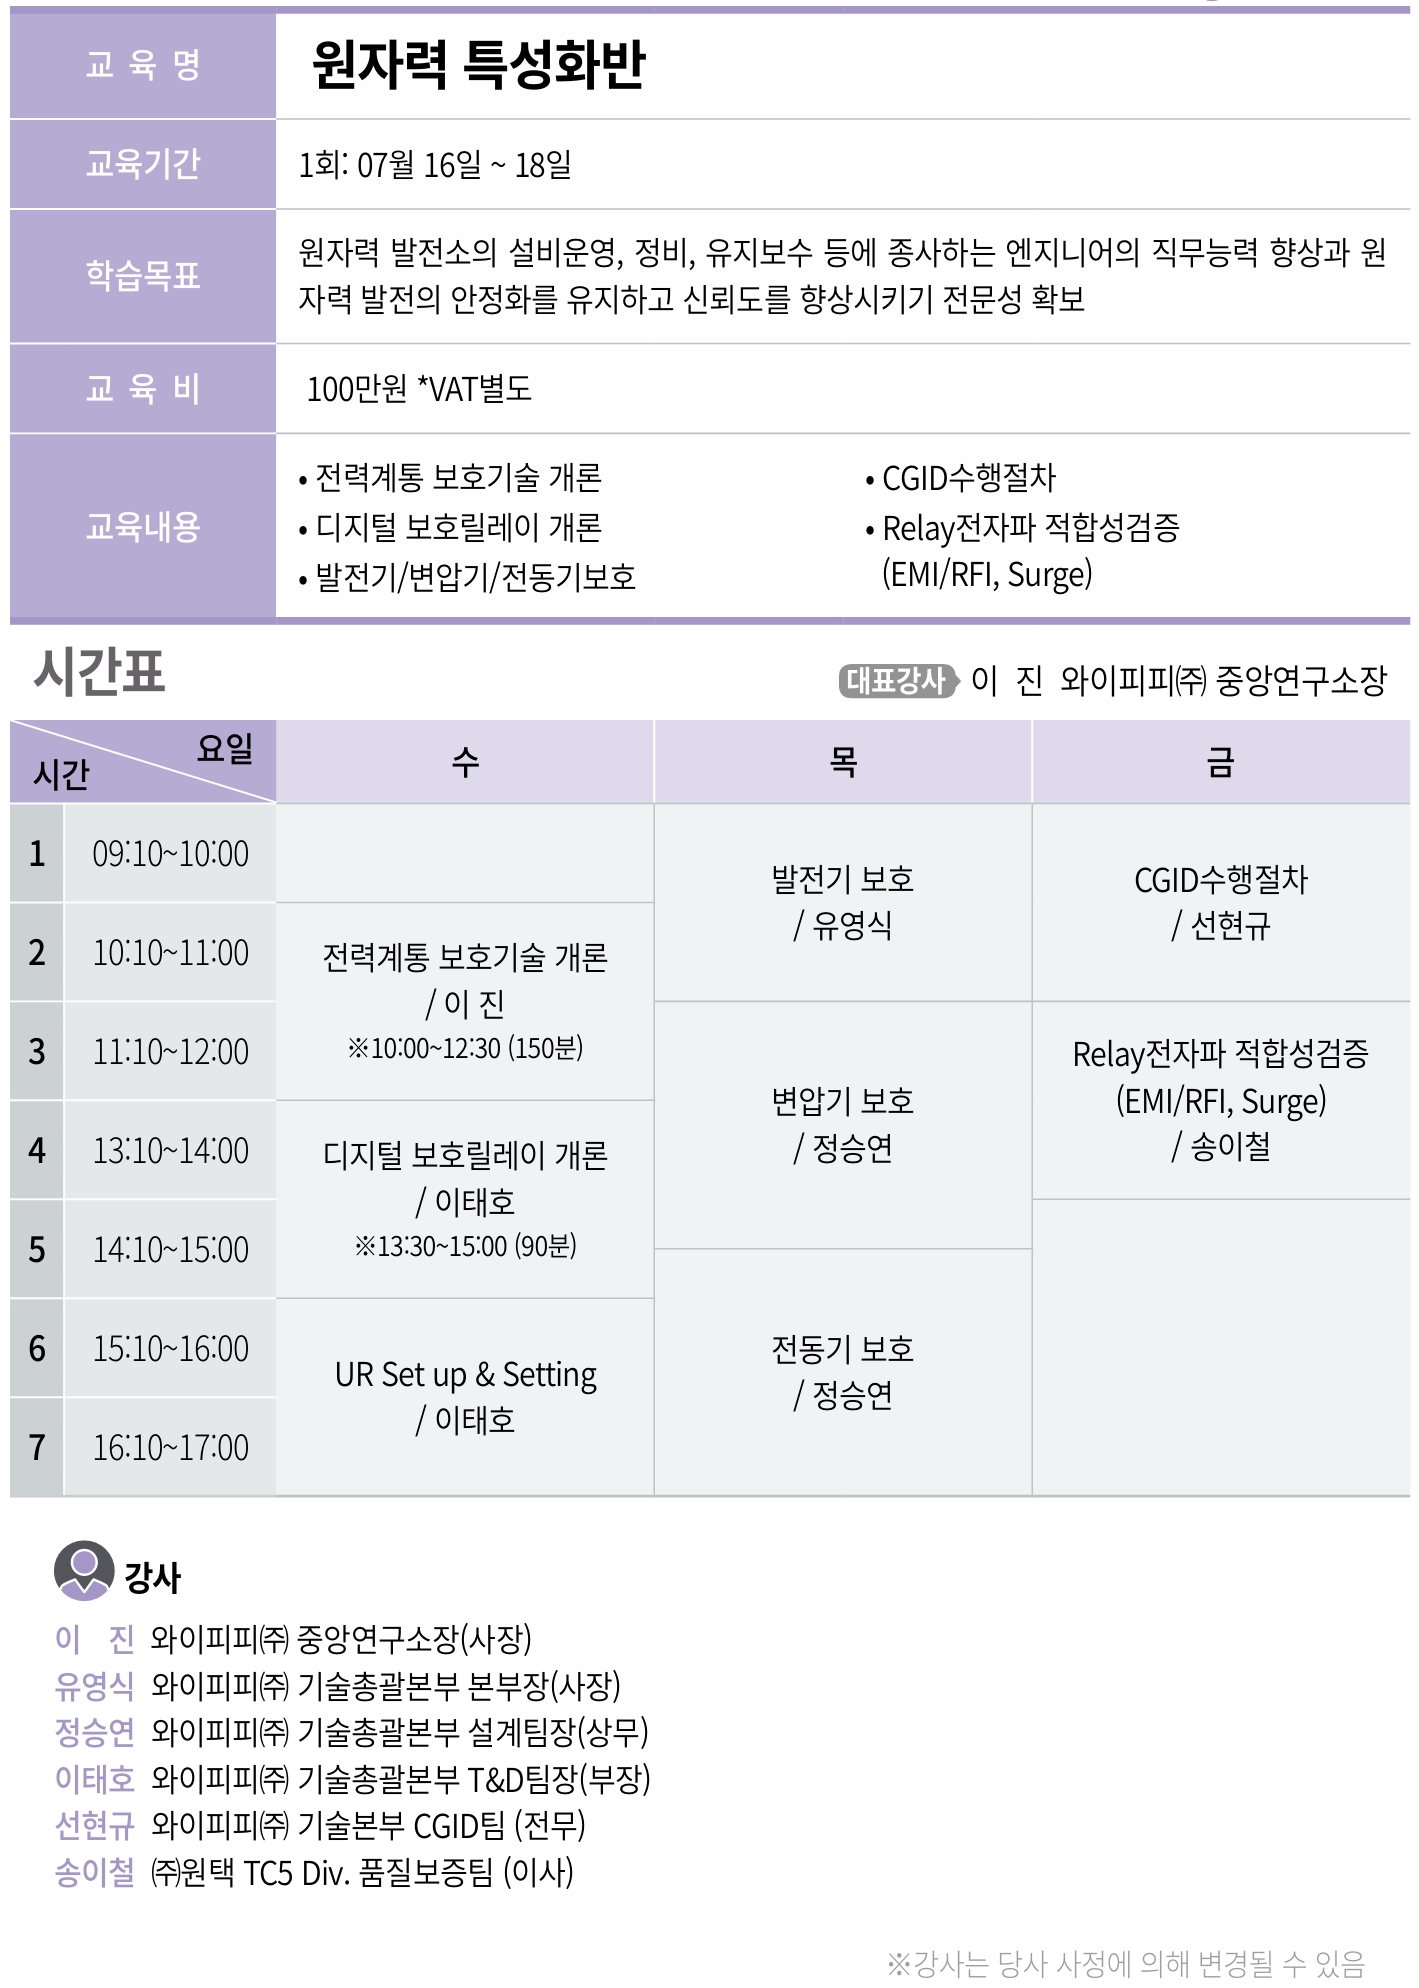 교 육 명
원자력 특성화반
교육기간
1회: 07월 16일 ~ 18일
학습목표
원자력 발전소의 설비운영, 정비, 유지보수 등에 종사하는 엔지니어의 직무능력 향상과 원
자력 발전의 안정화를 유지하고 신뢰도를 향상시키기 전문성 확보
교 육 비
100만원 *VAT별도
교육내용
• 전력계통 보호기술 개론
• 디지털 보호릴레이 개론
• 발전기/변압기/전동기보호
• CGID수행절차
• Relay전자파 적합성검증
(EMI/RFI, Surge)
시간표
대표강사 이 진 와이피피㈜ 중앙연구소장
요일
시간
수
목
금
1 09:10~10:00
2 10:10~11:00
3 11:10~12:00
4 13:10~14:00
5 14:10~15:00
6 15:10~16:00
7 16:10~17:00
전력계통 보호기술 개론
/ 이 진
※10:00~12:30 (150분)
디지털 보호릴레이 개론
/ 이태호
※13:30~15:00 (90분)
UR Set up & Setting
/ 이태호
발전기 보호
/ 유영식
변압기 보호
/ 정승연
전동기 보호
/ 정승연
CGID수행절차
/ 선현규
Relay전자파 적합성검증
(EMI/RFI, Surge)
/ 송이철
강사
이 진 와이피피㈜ 중앙연구소장(사장)
유영식 와이피피㈜ 기술총괄본부 본부장(사장)
정승연 와이피피㈜ 기술총괄본부 설계팀장(상무)
이태호 와이피피㈜ 기술총괄본부 T&D팀장(부장)
선현규 와이피피㈜ 기술본부 CGID팀 (전무)
송이철 ㈜원택 TC5 Div. 품질보증팀 (이사)
※강사는 당사 사정에 의해 변경될 수 있음